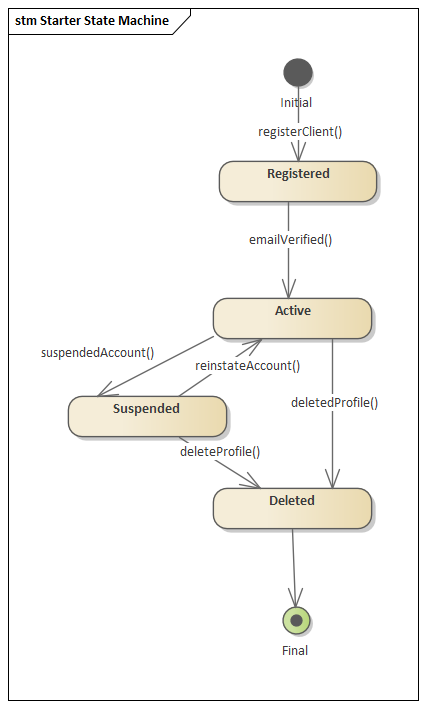 stm Starter State Machine
Initial
registerClient()
Registered
emailVerified()
Active
suspendedAccount()
reinstateAccount()
deletedProfile()
Suspended
deleteProfile()
Deleted
Final